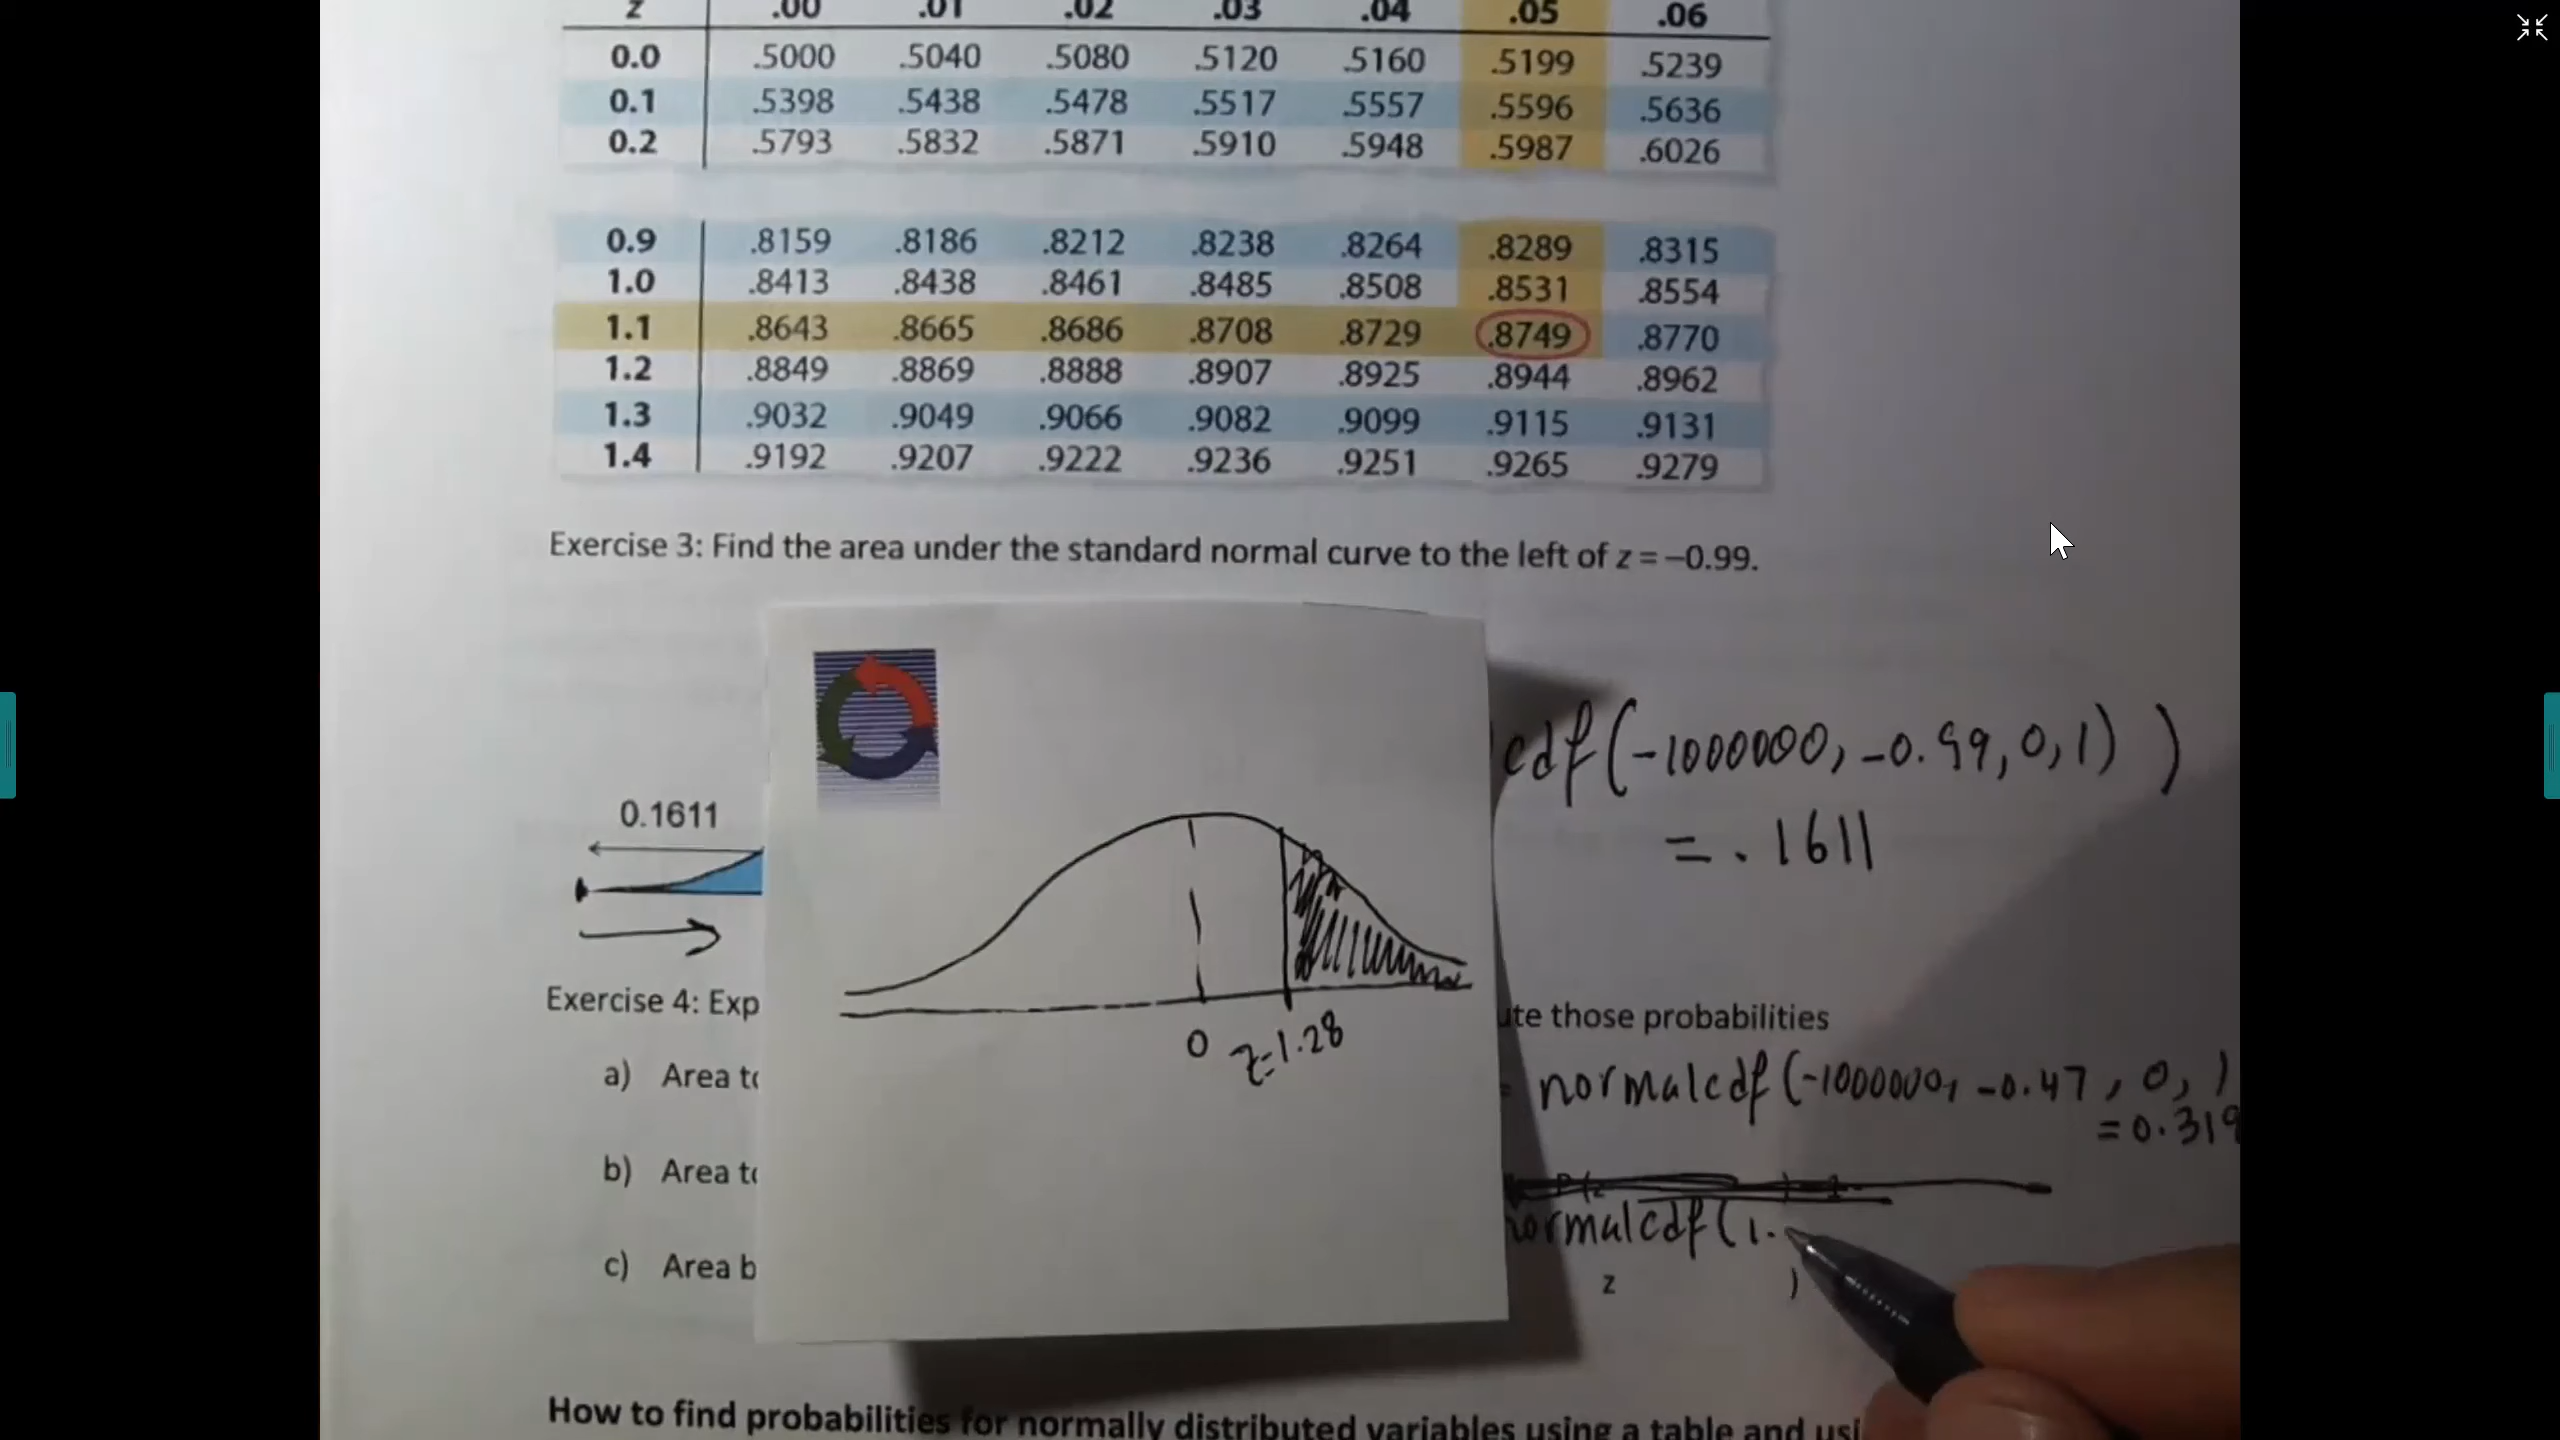 z .00 .01 .02 .03 .04 .05 .06
0.0 .5000 .5040 .5080 .5120 .5160 .5199 .5239
0.1 .5398 .5438 .5478 .5517 .5557 .5596 .5636
0.2 .5793 .5832 .5871 .5910 .5948 .5987 .6026
0.9 .8159 .8186 .8212 .8238 .8264 .8289 .8315
1.0 .8413 .8438 .8461 .8485 .8508 .8531 .8554
1.1 .8643 .8665 .8686 .8708 .8729 .8749 .8770
1.2 .8849 .8869 .8888 .8907 .8925 .8944 .8962
1.3 .9032 .9049 .9066 .9082 .9099 .9115 .9131
1.4 .9192 .9207 .9222 .9236 .9251 .9265 .9279
Exercise 3: Find the area under the standard normal curve to the left of z = −0.99.
cdf(-1000000, -0.99, 0, 1) )
= .1611
0.1611
0 z=1.28
Exercise 4: Exp
ute those probabilities
a) Area to
= normalcdf(-1000000, -0.47, 0, 1
= 0.319
b) Area to
normalcdf(1.
c) Area b
z )
How to find probabilities for normally distributed variables using a table and usi